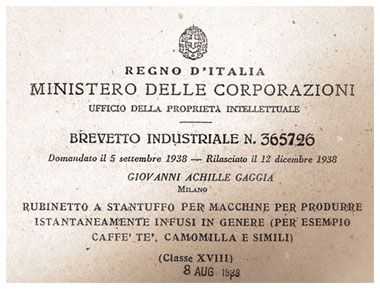 REGNO D'ITALIA
MINISTERO DELLE CORPORAZIONI
UFFICIO DELLA PROPRIETÀ INTELLETTUALE
BREVETTO INDUSTRIALE N. 365726
Domandato il 5 settembre 1938 — Rilasciato il 12 dicembre 1938
GIOVANNI ACHILLE GAGGIA
MILANO
RUBINETTO A STANTUFFO PER MACCHINE PER PRODURRE
ISTANTANEAMENTE INFUSI IN GENERE (PER ESEMPIO
CAFFE' TE', CAMOMILLA E SIMILI)
(Classe XVIII)
8 AUG 1938